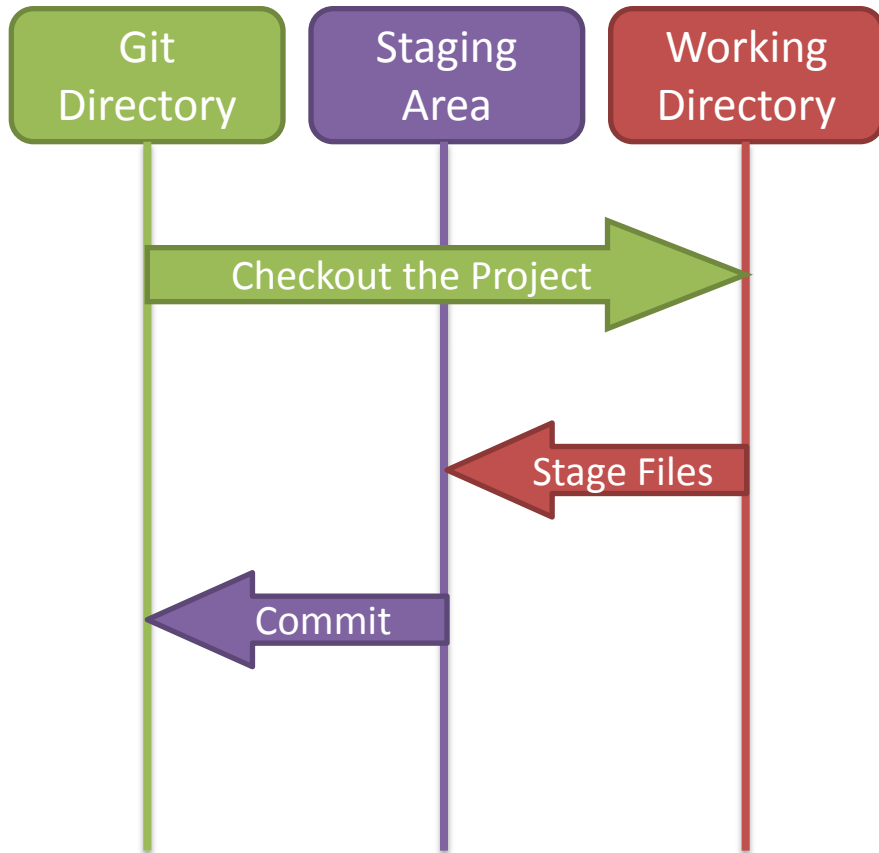 Git
Directory
Staging
Area
Working
Directory
Checkout the Project
Stage Files
Commit